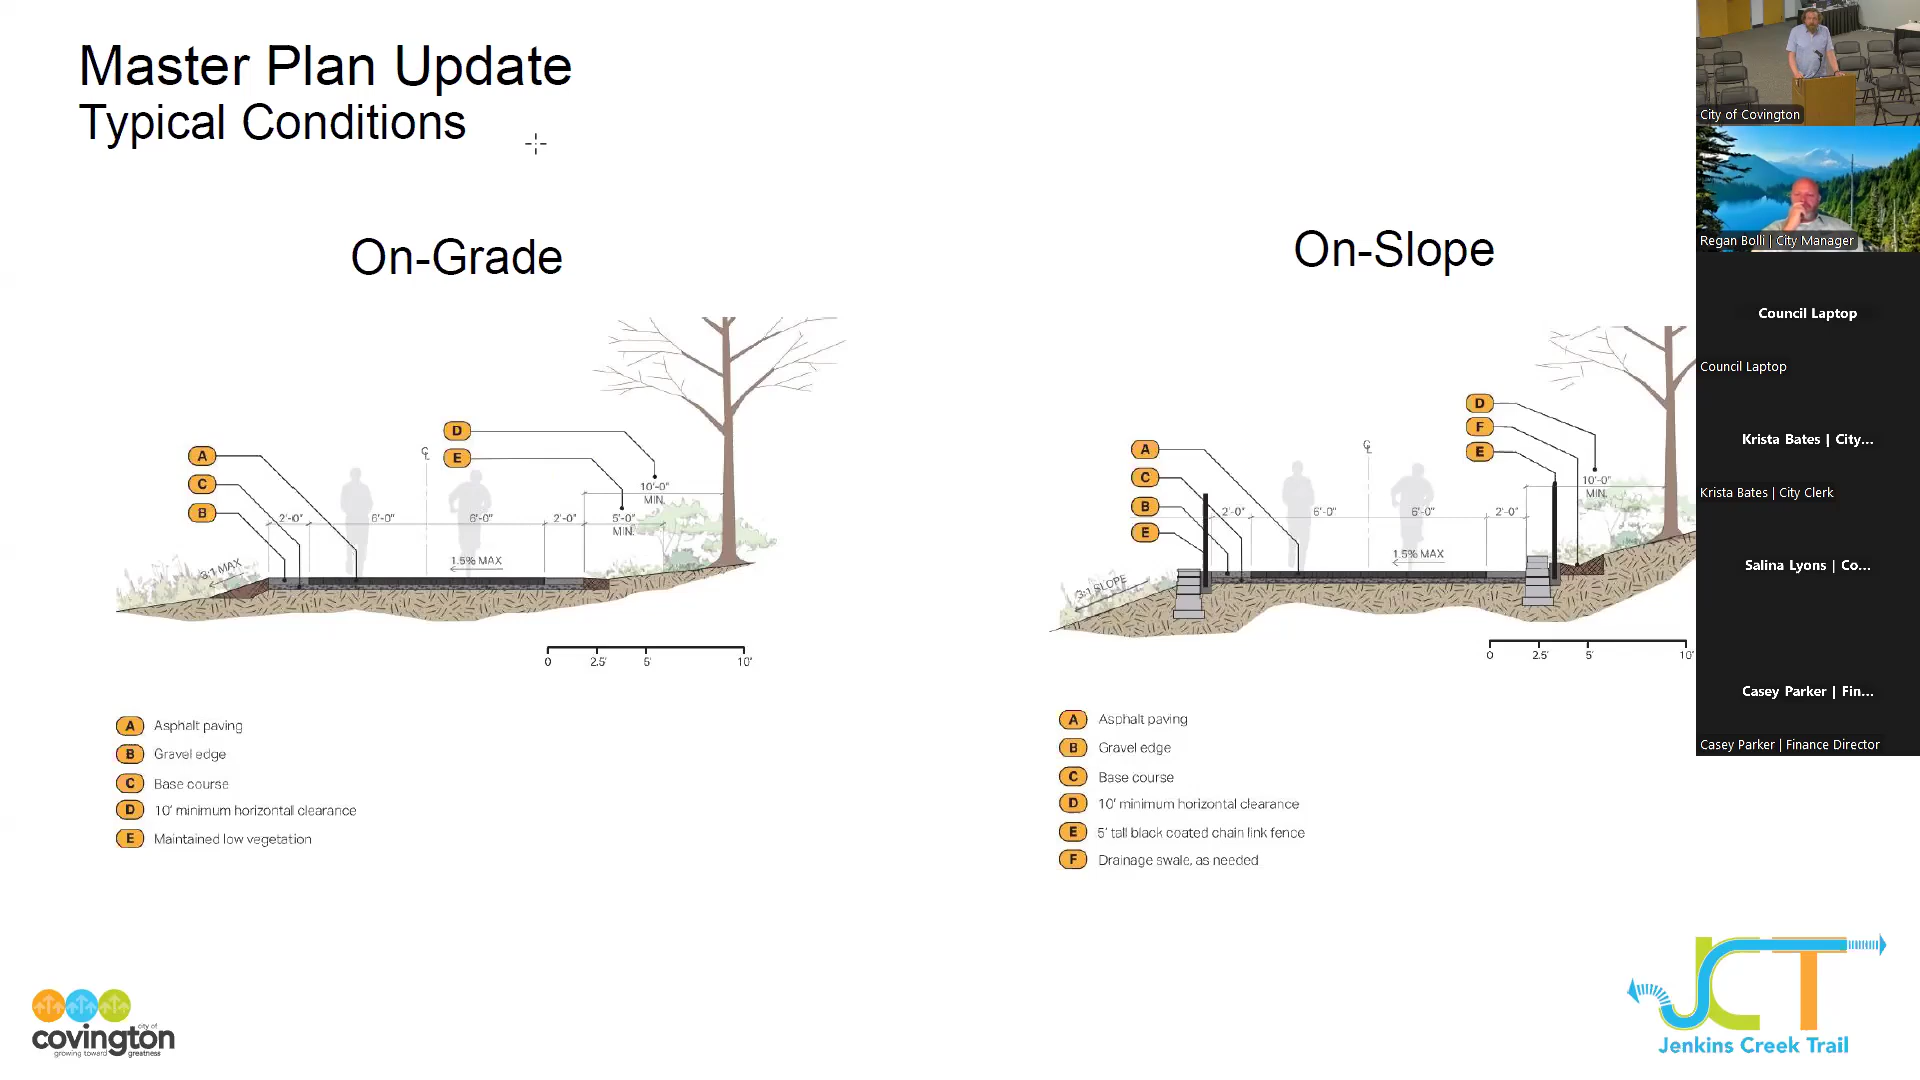 Master Plan Update
Typical Conditions
On-Grade
D
E
A
C
B
℄
10'-0"
MIN.
2'-0"
6'-0"
6'-0"
2'-0"
5'-0"
MIN.
3:1 MAX
1.5% MAX
0
2.5'
5'
10'
A Asphalt paving
B Gravel edge
C Base course
D 10' minimum horizontal clearance
E Maintained low vegetation
On-Slope
D
F
E
A
C
B
E
℄
10'-0"
MIN.
2'-0"
6'-0"
6'-0"
2'-0"
3:1 SLOPE
1.5% MAX
0
2.5'
5'
10'
A Asphalt paving
B Gravel edge
C Base course
D 10' minimum horizontal clearance
E 5' tall black coated chain link fence
F Drainage swale, as needed
City of Covington
Regan Bolli | City Manager
Council Laptop
Council Laptop
Krista Bates | City...
Krista Bates | City Clerk
Salina Lyons | Co...
Casey Parker | Fin...
Casey Parker | Finance Director
city of
covington
growing toward greatness
JCT
Jenkins Creek Trail